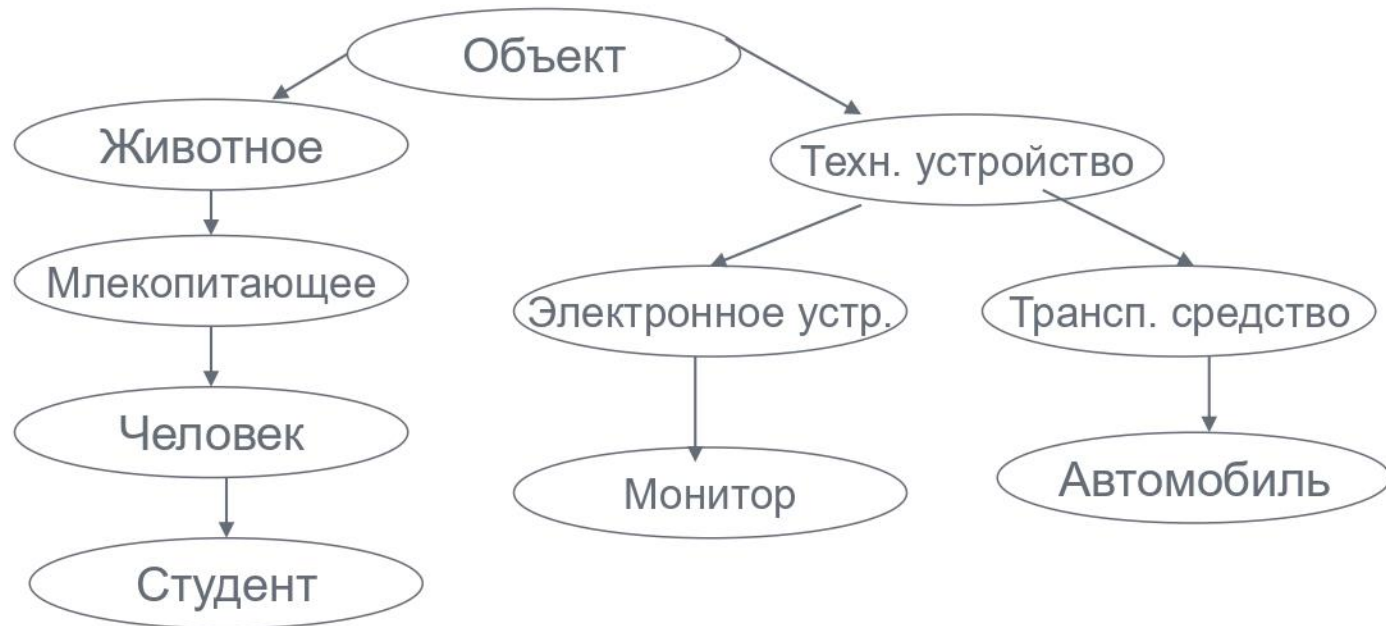 Объект
Животное
Техн. устройство
Млекопитающее
Электронное устр.
Трансп. средство
Человек
Монитор
Автомобиль
Студент